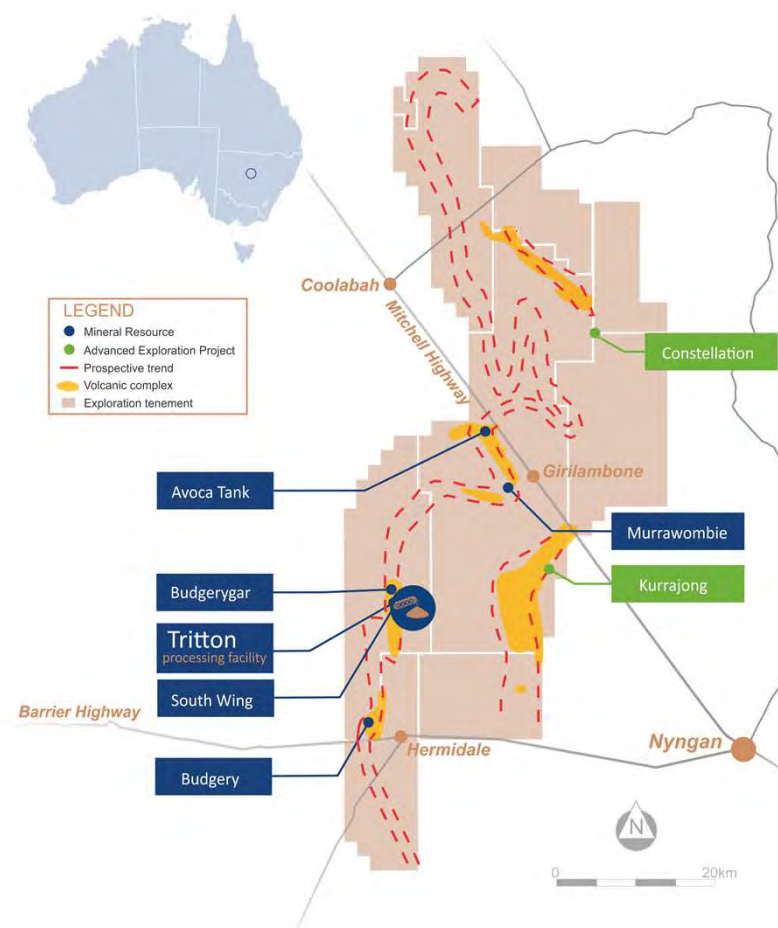 Coolabah
Mitchell Highway
LEGEND
Mineral Resource
Advanced Exploration Project
Prospective trend
Volcanic complex
Exploration tenement
Constellation
Avoca Tank
Girilambone
Murrawombie
Kurrajong
Budgerygar
Tritton
processing facility
South Wing
Barrier Highway
Hermidale
Nyngan
Budgery
N
0 20km